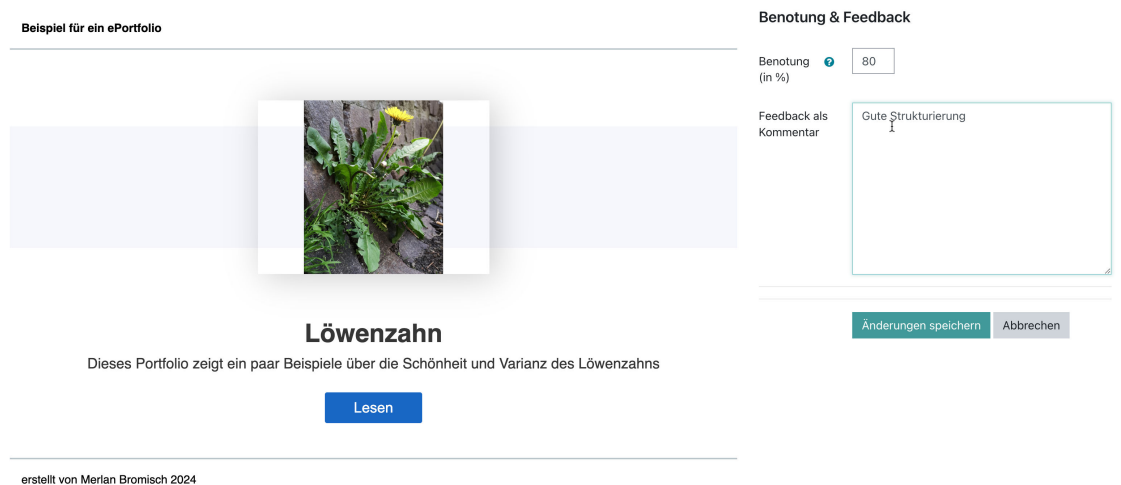 Beispiel für ein ePortfolio
Löwenzahn
Dieses Portfolio zeigt ein paar Beispiele über die Schönheit und Varianz des Löwenzahns
Lesen
erstellt von Merlan Bromisch 2024
Benotung & Feedback
Benotung
(in %)
80
Feedback als
Kommentar
Gute Strukturierung
Änderungen speichern
Abbrechen